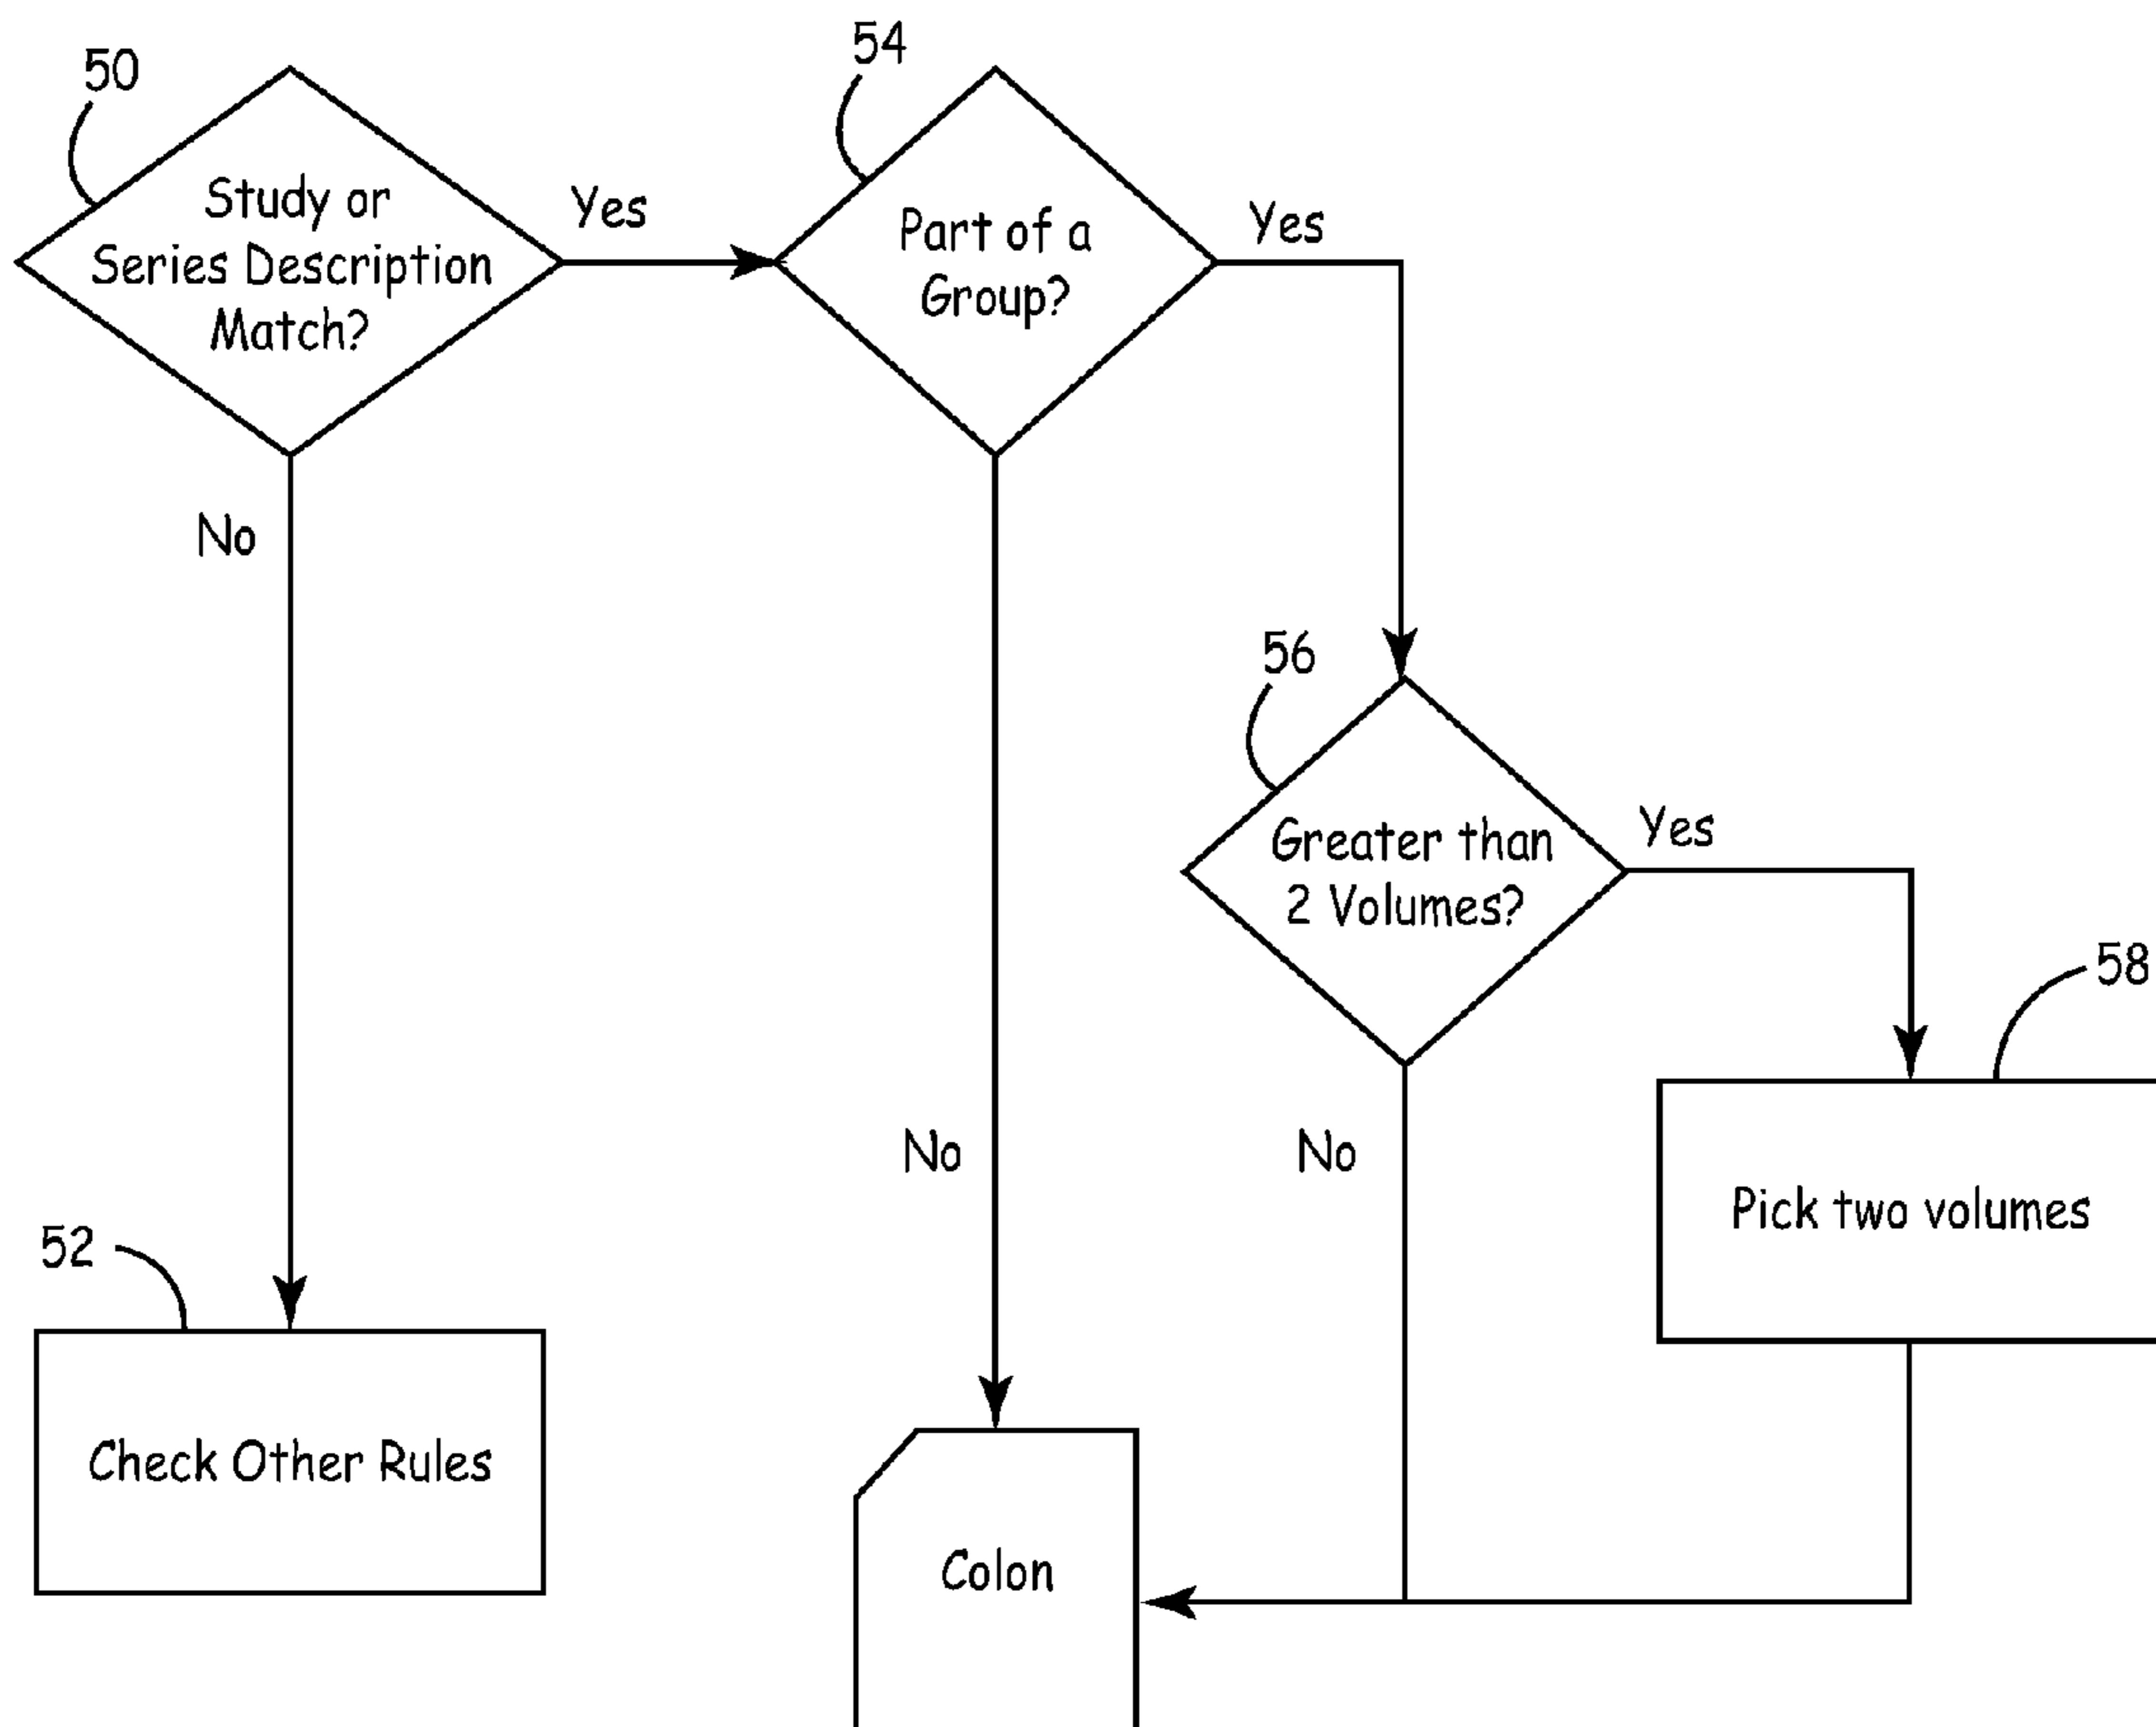 50
Study or
Series Description
Match?
Yes
54
Part of a
Group?
Yes
No
56
Greater than
2 Volumes?
Yes
58
No
No
Pick two volumes
52
Check Other Rules
Colon